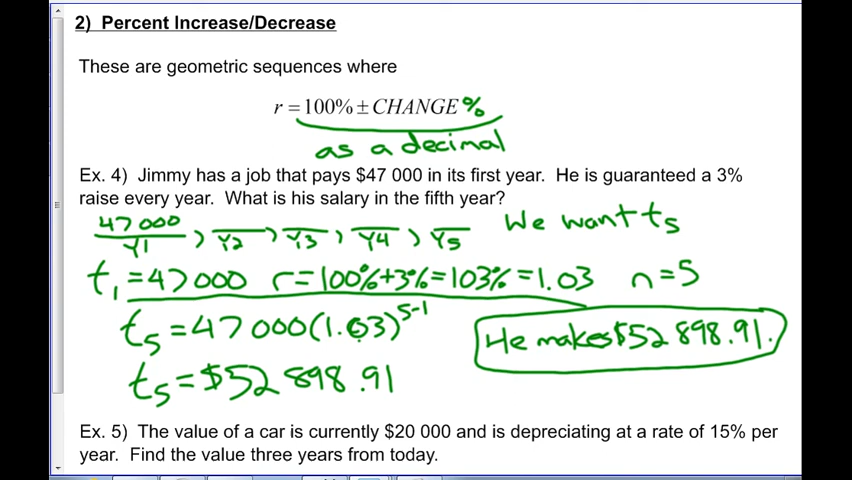 2) Percent Increase/Decrease
These are geometric sequences where
r = 100% ± CHANGE %
as a decimal
Ex. 4) Jimmy has a job that pays $47 000 in its first year. He is guaranteed a 3%
raise every year. What is his salary in the fifth year?
47 000 , , , , We want t5
Y1 Y2 Y3 Y4 Y5
t1 = 47 000 r = 100% + 3% = 103% = 1.03 n = 5
t5 = 47 000 (1.03)^5-1
He makes $52 898.91.
t5 = $52 898.91
Ex. 5) The value of a car is currently $20 000 and is depreciating at a rate of 15% per
year. Find the value three years from today.